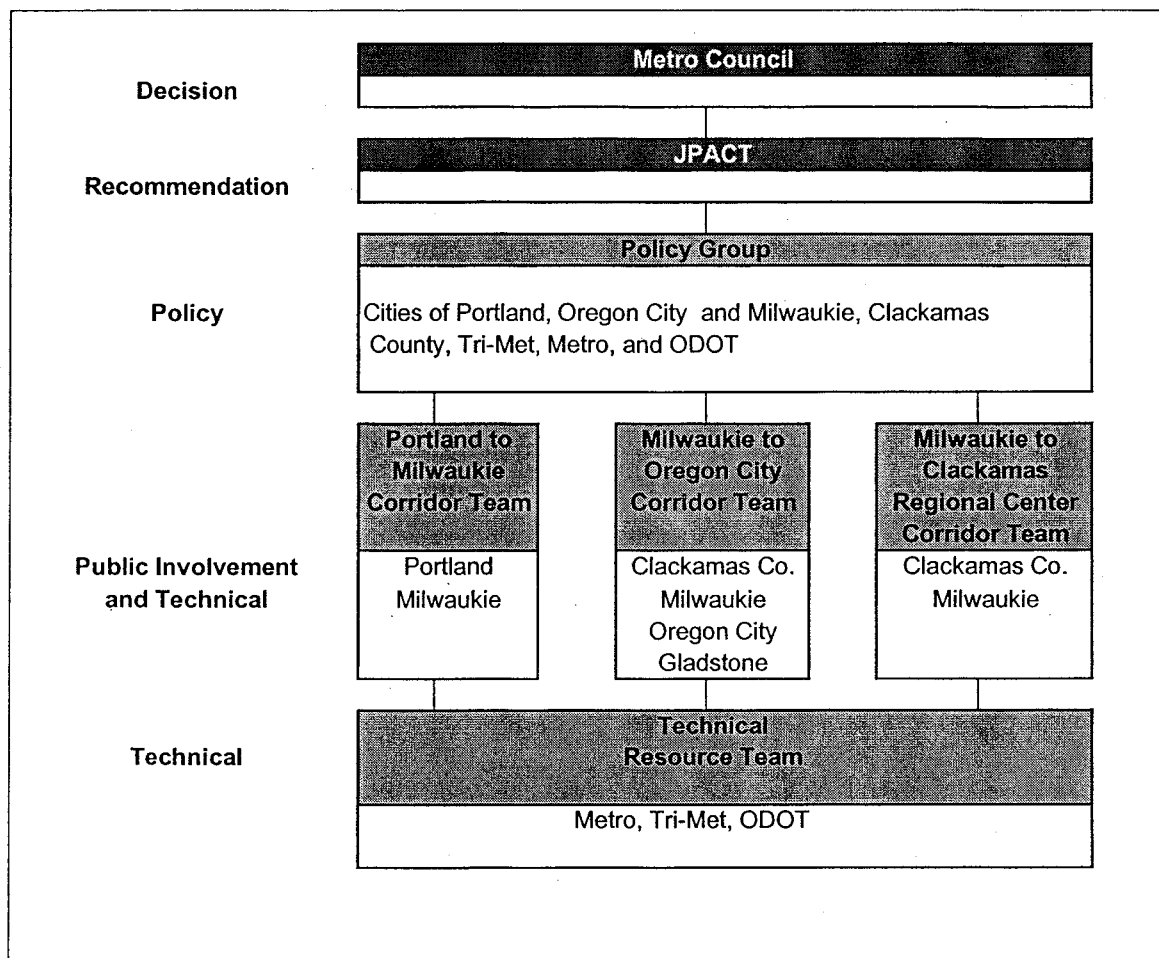 Metro Council
Decision
JPACT
Recommendation
Policy Group
Policy
Cities of Portland, Oregon City and Milwaukie, Clackamas
County, Tri-Met, Metro, and ODOT
Portland to
Milwaukie
Corridor Team
Milwaukie to
Oregon City
Corridor Team
Milwaukie to
Clackamas
Regional Center
Corridor Team
Public Involvement
and Technical
Portland
Milwaukie
Clackamas Co.
Milwaukie
Oregon City
Gladstone
Clackamas Co.
Milwaukie
Technical
Technical
Resource Team
Metro, Tri-Met, ODOT